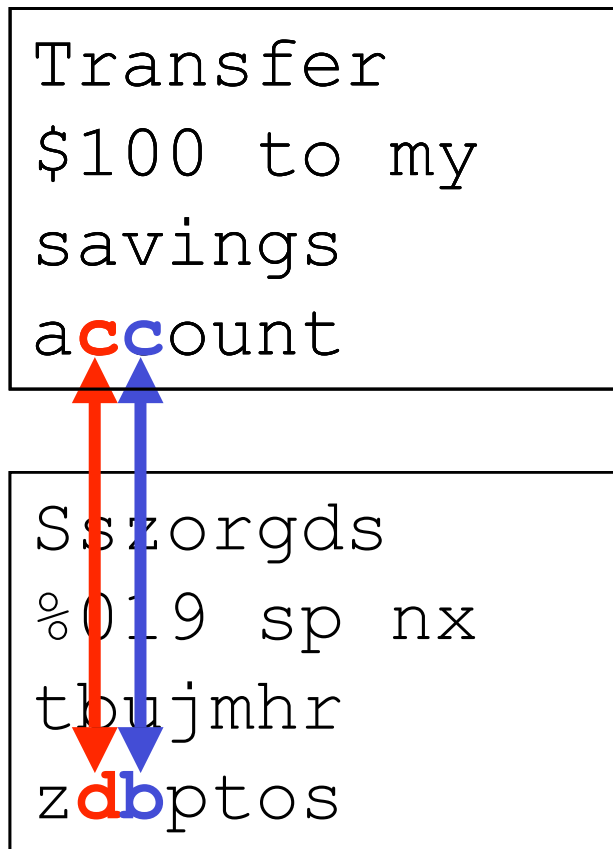 Transfer
$100 to my
savings
account
Sszorgds
%019 sp nx
tbujmhr
zdbptos